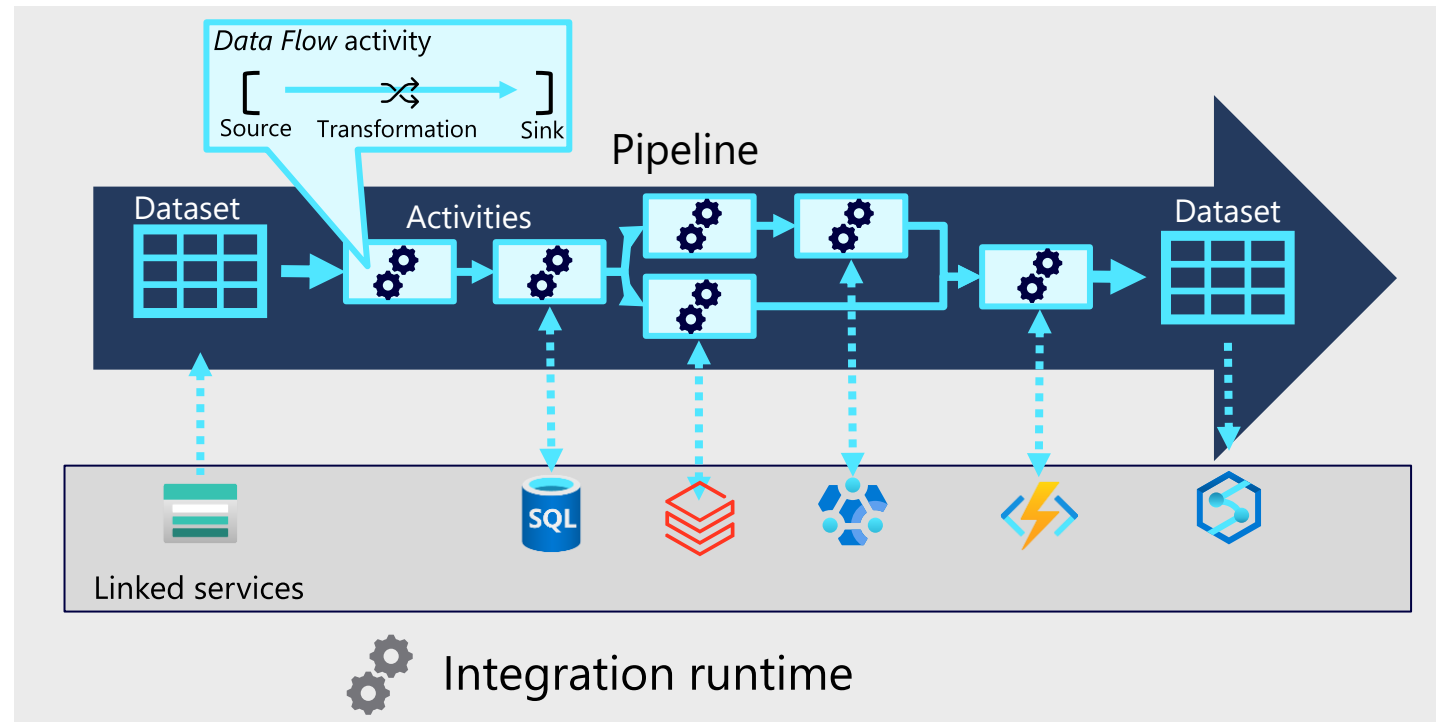 Data Flow activity
Source Transformation Sink
Pipeline
Dataset
Activities
Dataset
SQL
Linked services
Integration runtime